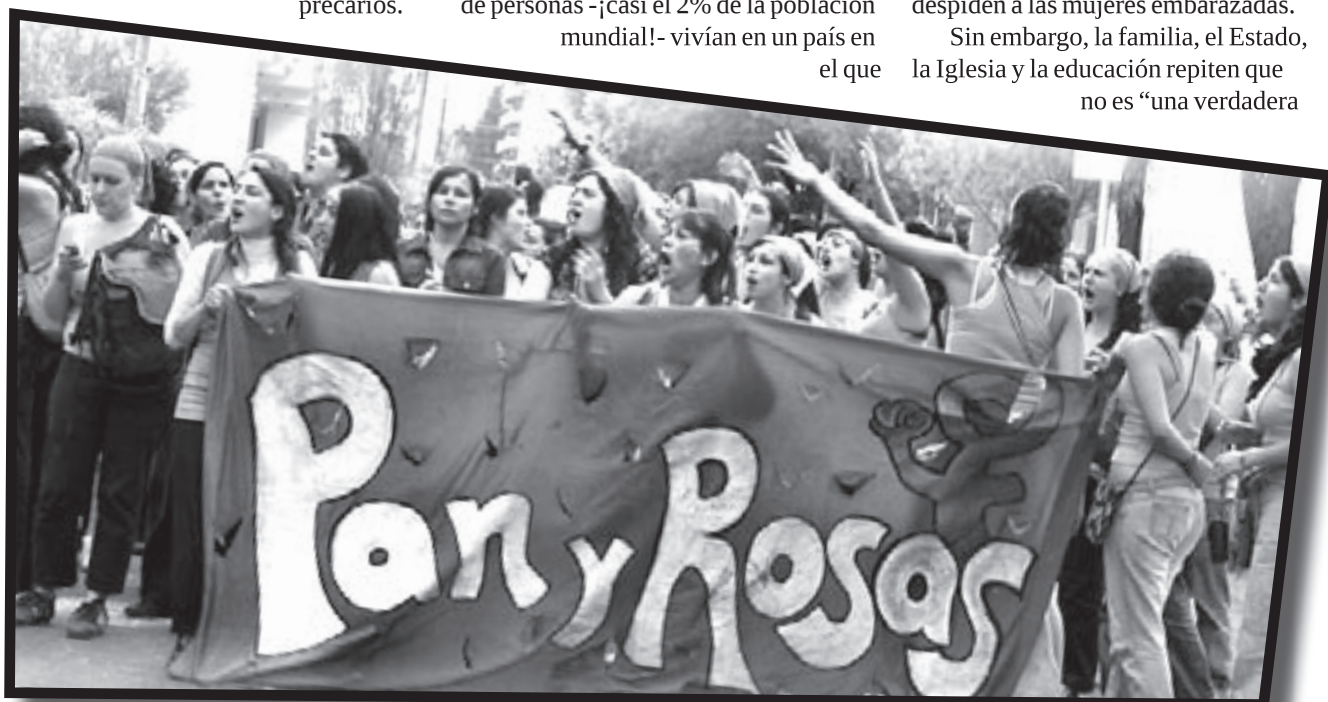 precarios.
de personas -¡casi el 2% de la población
mundial!- vivían en un país en
el que
despiden a las mujeres embarazadas.
Sin embargo, la familia, el Estado,
la Iglesia y la educación repiten que
no es “una verdadera
Pan y Rosas